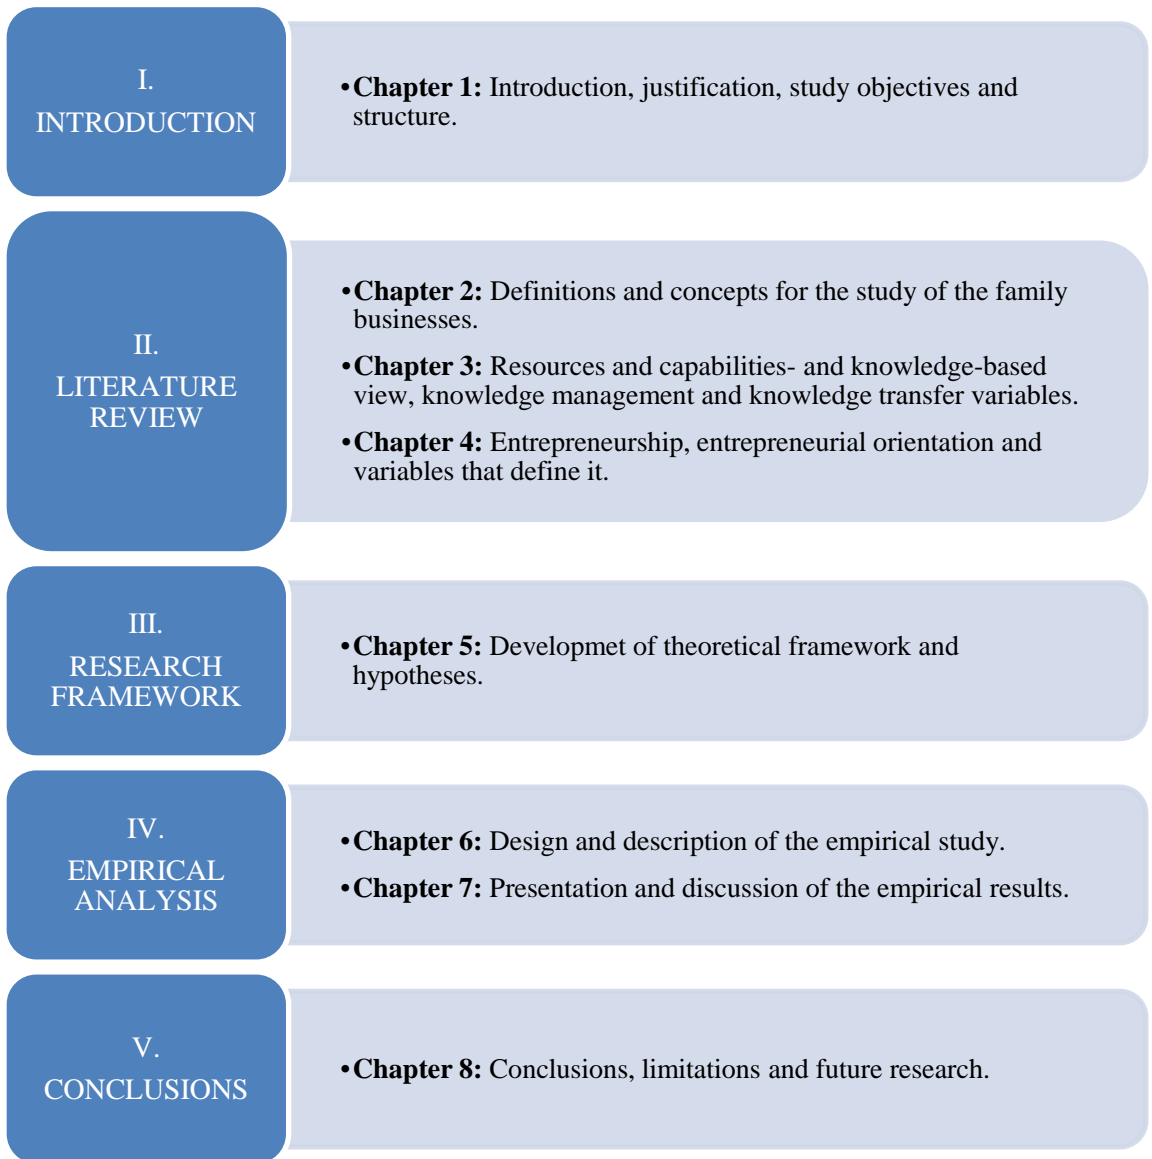 I.
INTRODUCTION
•Chapter 1: Introduction, justification, study objectives and
structure.
II.
LITERATURE
REVIEW
•Chapter 2: Definitions and concepts for the study of the family
businesses.
•Chapter 3: Resources and capabilities- and knowledge-based
view, knowledge management and knowledge transfer variables.
•Chapter 4: Entrepreneurship, entrepreneurial orientation and
variables that define it.
III.
RESEARCH
FRAMEWORK
•Chapter 5: Developmet of theoretical framework and
hypotheses.
IV.
EMPIRICAL
ANALYSIS
•Chapter 6: Design and description of the empirical study.
•Chapter 7: Presentation and discussion of the empirical results.
V.
CONCLUSIONS
•Chapter 8: Conclusions, limitations and future research.